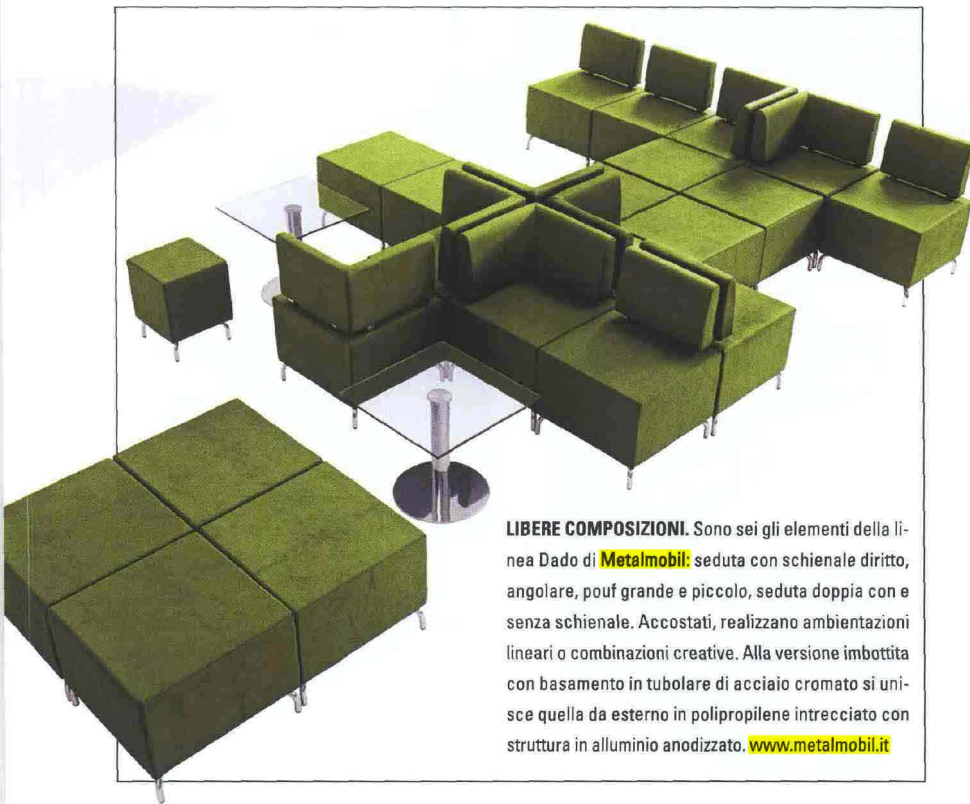 LIBERE COMPOSIZIONI. Sono sei gli elementi della li-
nea Dado di Metalmobil: seduta con schienale diritto,
angolare, pouf grande e piccolo, seduta doppia con e
senza schienale. Accostati, realizzano ambientazioni
lineari o combinazioni creative. Alla versione imbottita
con basamento in tubolare di acciaio cromato si uni-
sce quella da esterno in polipropilene intrecciato con
struttura in alluminio anodizzato. www.metalmobil.it